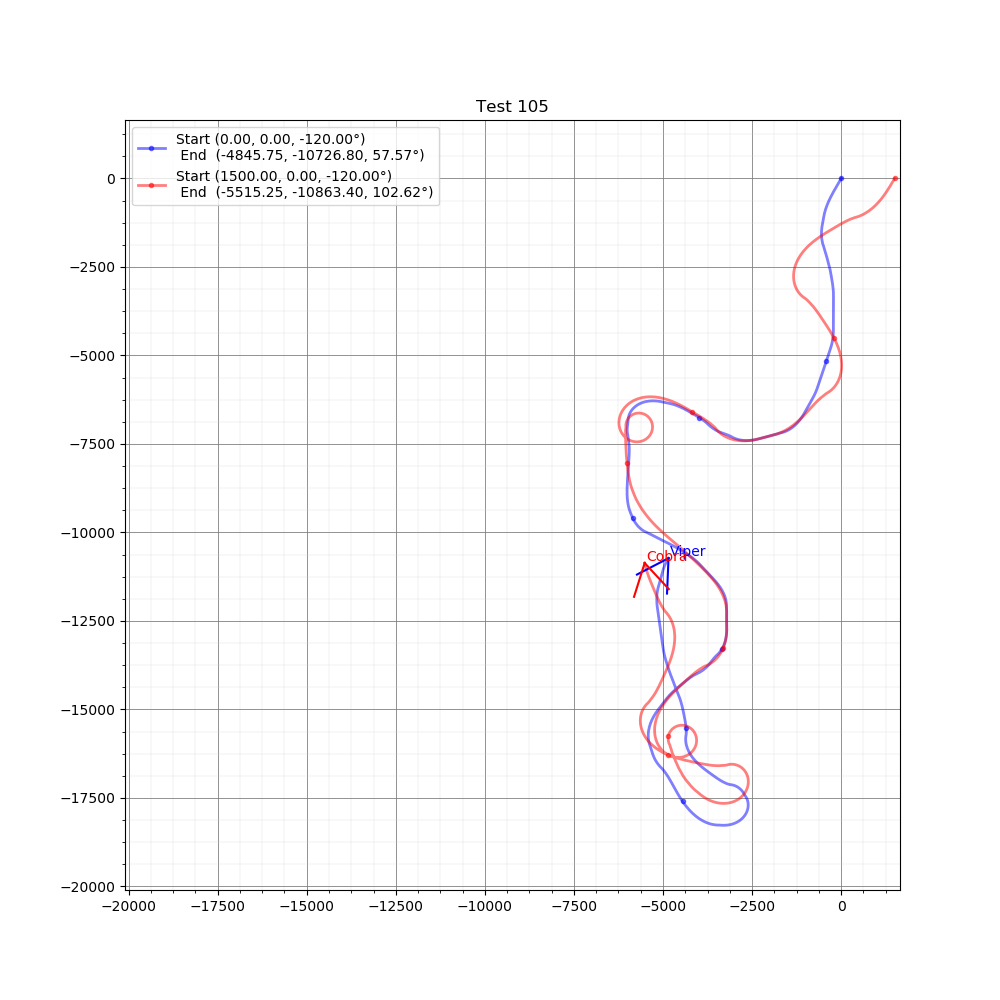 Test 105
Start (0.00, 0.00, -120.00°)
End (-4845.75, -10726.80, 57.57°)
Start (1500.00, 0.00, -120.00°)
End (-5515.25, -10863.40, 102.62°)
0
−2500
−5000
−7500
−10000
−12500
−15000
−17500
−20000
Viper
Cobra
−20000 −17500 −15000 −12500 −10000 −7500 −5000 −2500 0